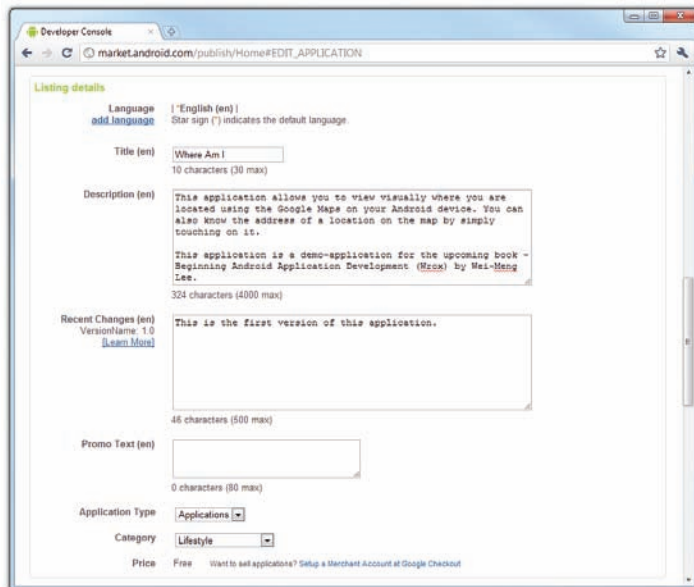 Developer Console
market.android.com/publish/Home#EDIT_APPLICATION
Listing details
Language | *English (en) |
add language Star sign (*) indicates the default language.
Title (en) Where Am I
10 characters (30 max)
Description (en) This application allows you to view visually where you are
located using the Google Maps on your Android device. You can
also know the address of a location on the map by simply
touching on it.
This application is a demo-application for the upcoming book -
Beginning Android Application Development (Wrox) by Wei-Meng
Lee.
324 characters (4000 max)
Recent Changes (en) This is the first version of this application.
VersionName: 1.0
[Learn More]
46 characters (500 max)
Promo Text (en)
0 characters (80 max)
Application Type Applications
Category Lifestyle
Price Free Want to sell applications? Setup a Merchant Account at Google Checkout